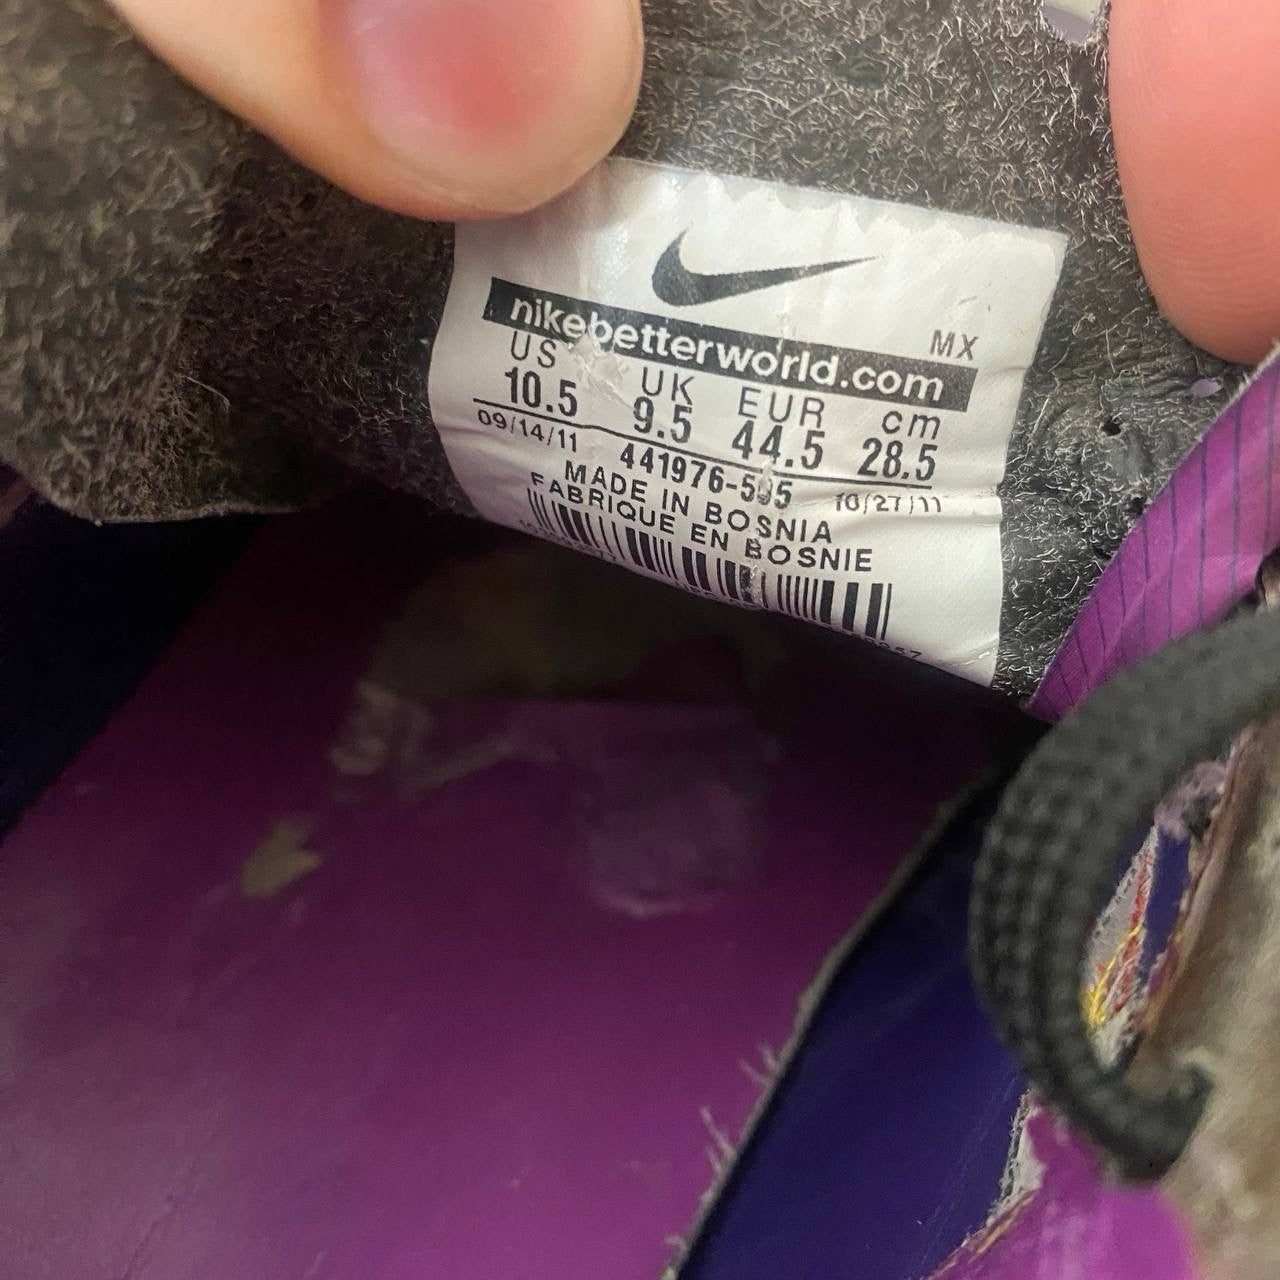 nikebetterworld.com
MX
US UK EUR cm
10.5 9.5 44.5 28.5
09/14/11 441976-505 10/27/11
MADE IN BOSNIA
FABRIQUE EN BOSNIE